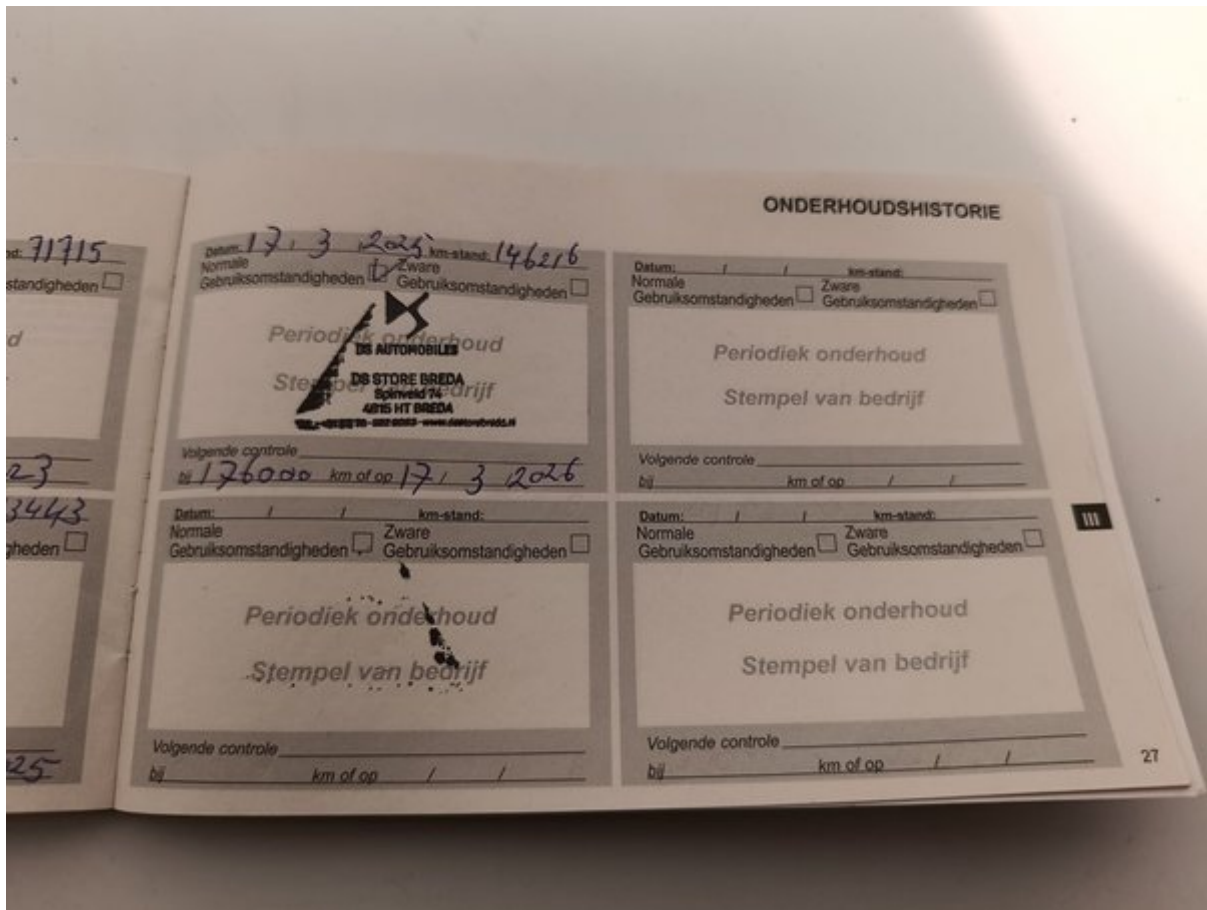 ONDERHOUDSHISTORIE
71715
standigheden
d
23
3443
gheden
25
Datum: 17 / 3 / 2025 km-stand: 146216
Normale Gebruiksomstandigheden Zware Gebruiksomstandigheden
Periodiek onderhoud
DS AUTOMOBILES
Stempel van bedrijf
DS STORE BREDA
Spinveld 74
4815 HT BREDA
Volgende controle
bij 176000 km of op 17 / 3 / 2026
Datum: / / km-stand:
Normale Gebruiksomstandigheden Zware Gebruiksomstandigheden
Periodiek onderhoud
Stempel van bedrijf
Volgende controle
bij km of op / /
Datum: / / km-stand:
Normale Gebruiksomstandigheden Zware Gebruiksomstandigheden
Periodiek onderhoud
Stempel van bedrijf
Volgende controle
bij km of op / /
Datum: / / km-stand:
Normale Gebruiksomstandigheden Zware Gebruiksomstandigheden
Periodiek onderhoud
Stempel van bedrijf
Volgende controle
bij km of op / /
III
27